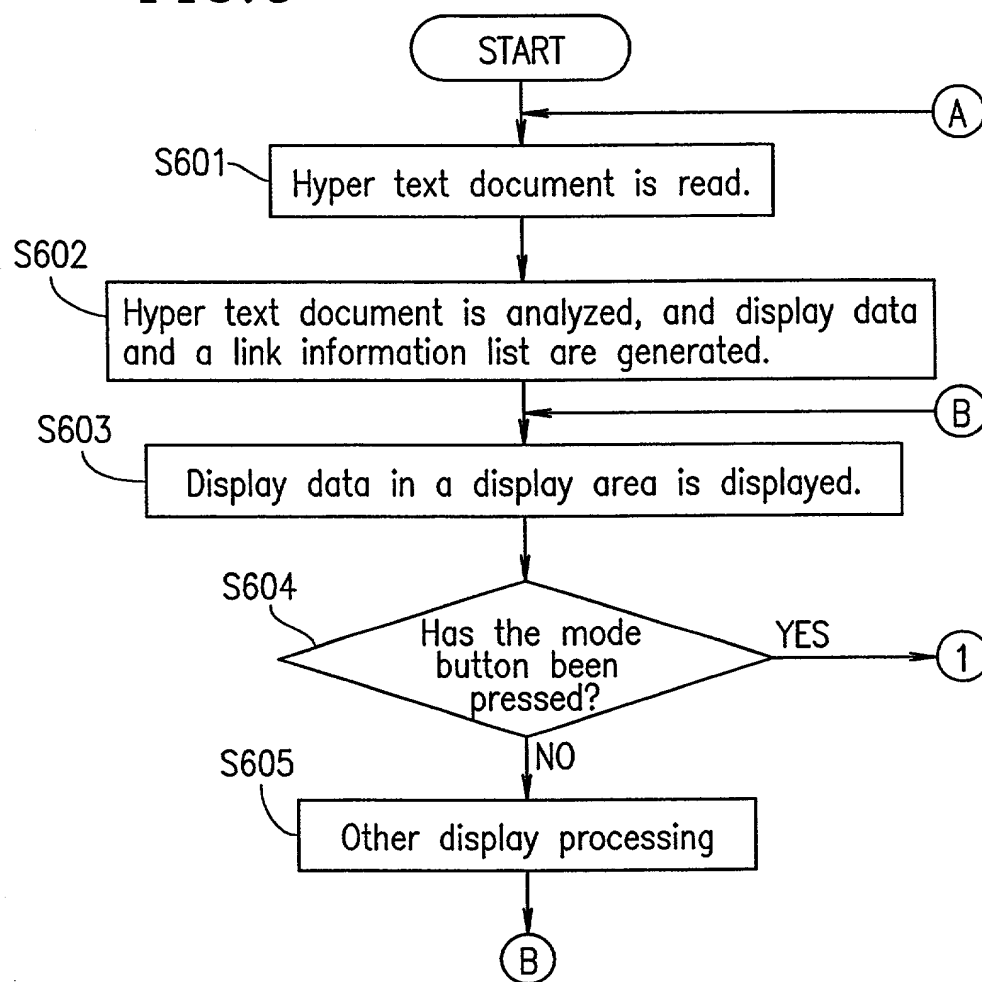 START
A
S601
Hyper text document is read.
S602
Hyper text document is analyzed, and display data
and a link information list are generated.
B
S603
Display data in a display area is displayed.
S604
Has the mode
button been
pressed?
YES
1
NO
S605
Other display processing
B